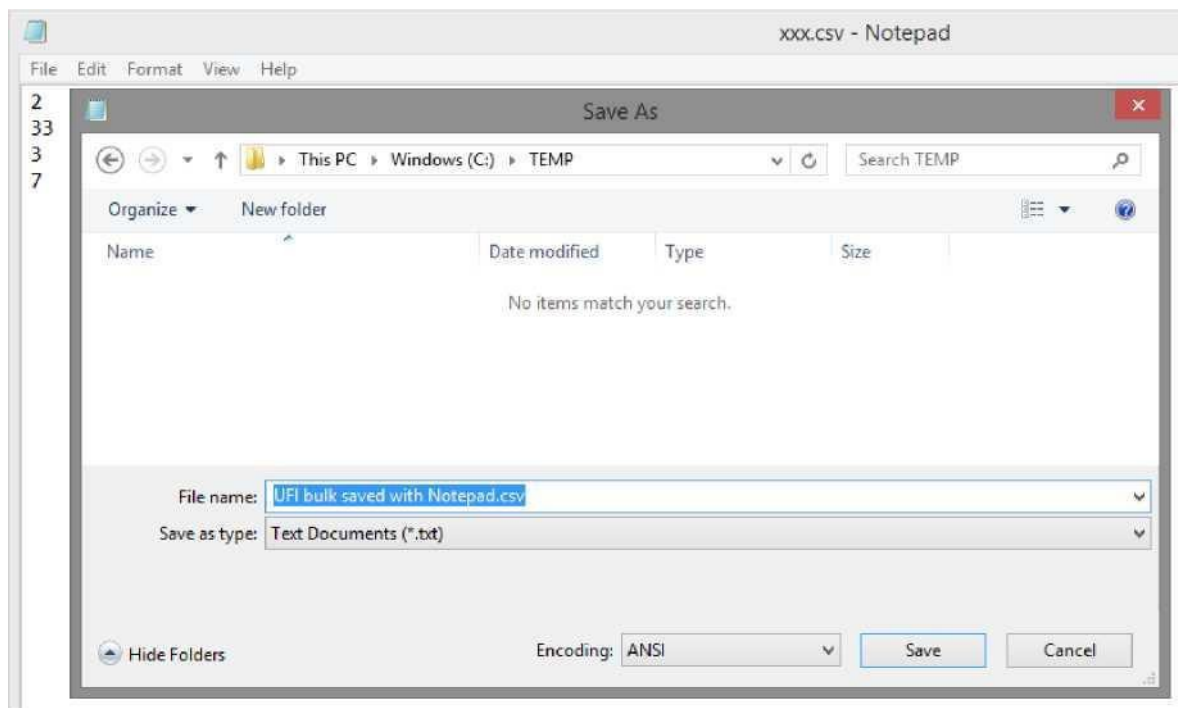 xxx.csv - Notepad
File Edit Format View Help
2
33
3
7
Save As
This PC Windows (C:) TEMP
Search TEMP
Organize New folder
Name Date modified Type Size
No items match your search.
File name: UFI bulk saved with Notepad.csv
Save as type: Text Documents (*.txt)
Hide Folders Encoding: ANSI Save Cancel